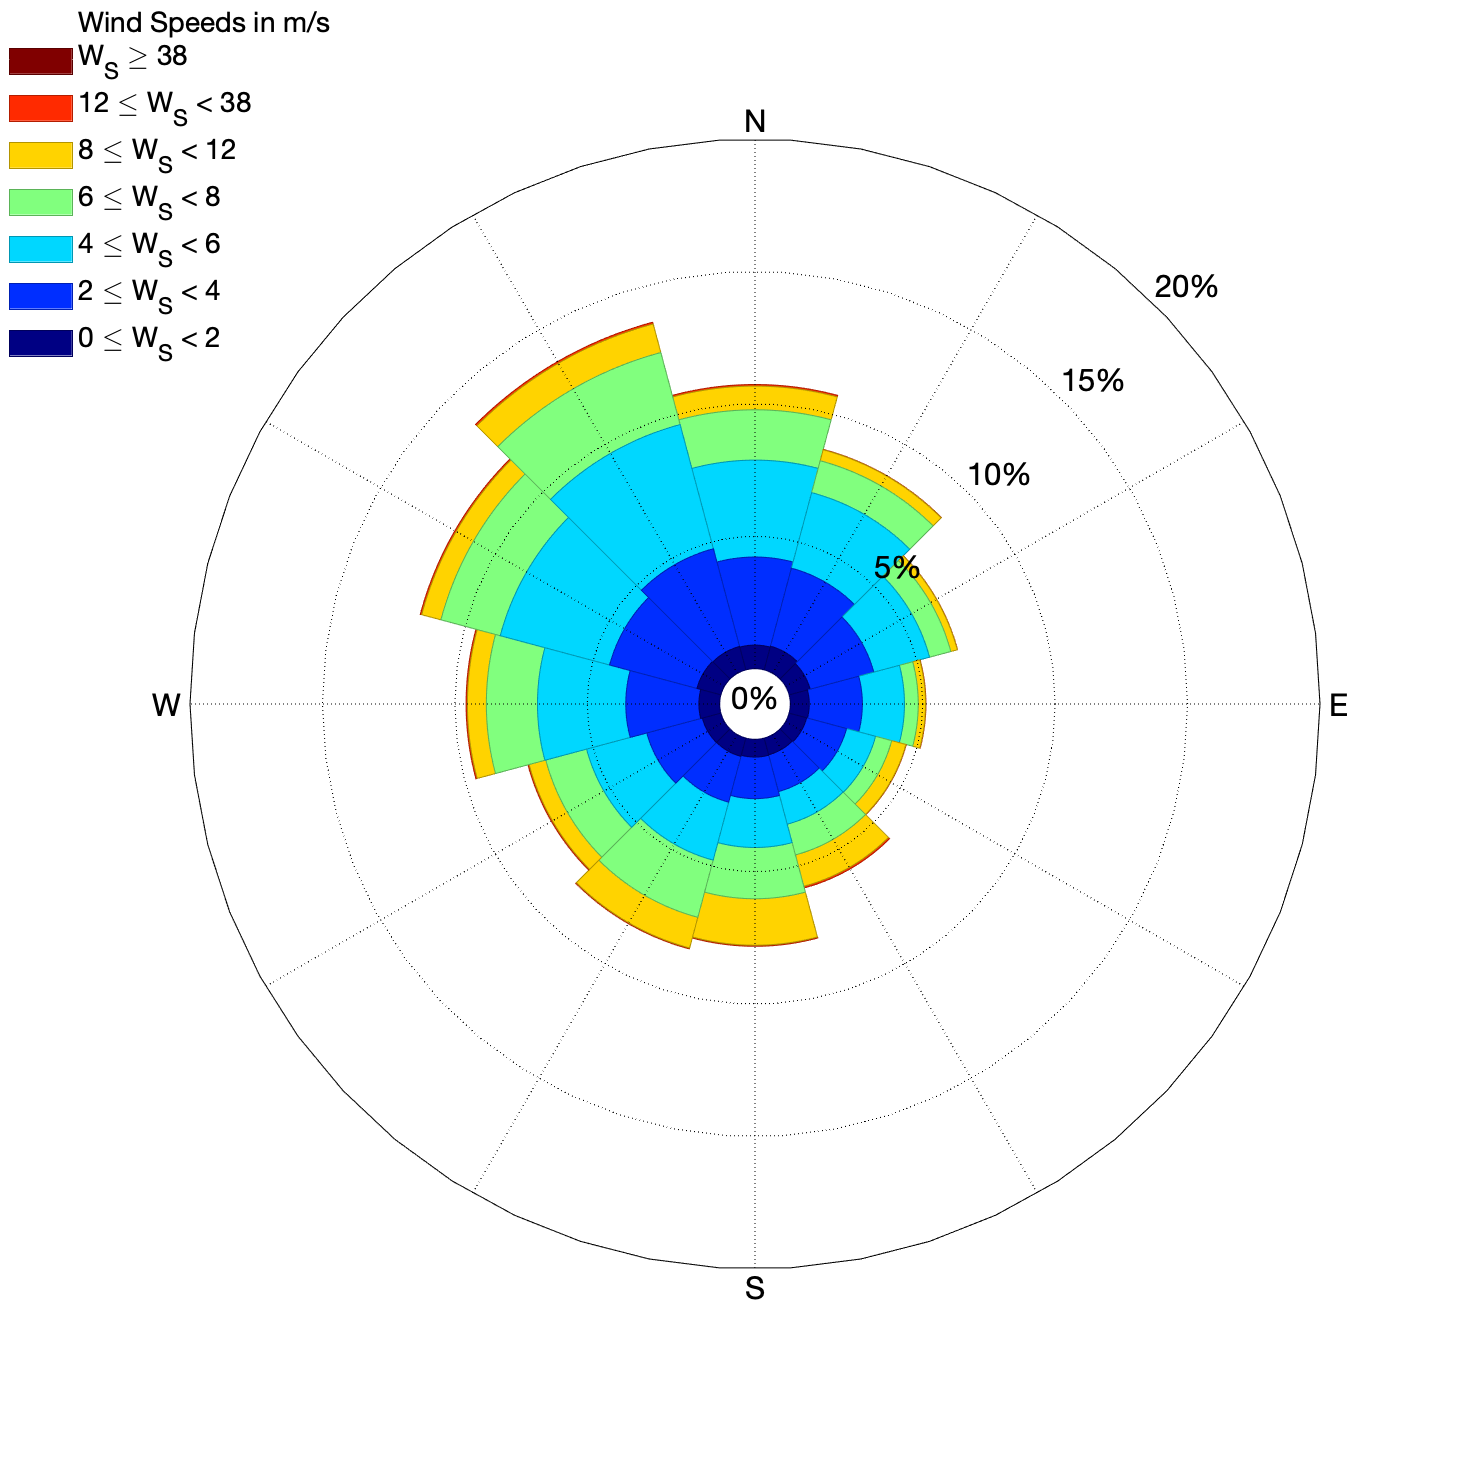 Wind Speeds in m/s
W_S ≥ 38
12 ≤ W_S < 38
8 ≤ W_S < 12
6 ≤ W_S < 8
4 ≤ W_S < 6
2 ≤ W_S < 4
0 ≤ W_S < 2
N
20%
15%
10%
5%
0%
W
E
S